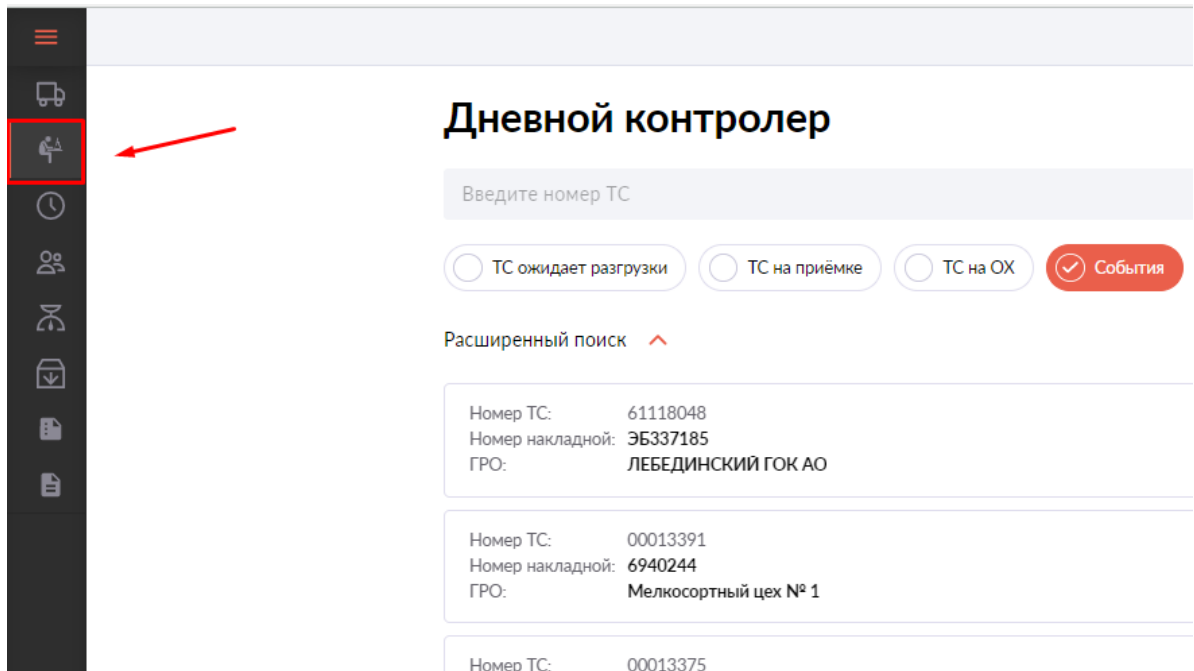 Дневной контролер
Введите номер ТС
ТС ожидает разгрузки ТС на приёмке ТС на ОХ События
Расширенный поиск
Номер ТС: 61118048
Номер накладной: ЭБ337185
ГРО: ЛЕБЕДИНСКИЙ ГОК АО
Номер ТС: 00013391
Номер накладной: 6940244
ГРО: Мелкосортный цех № 1
Номер ТС: 00013375